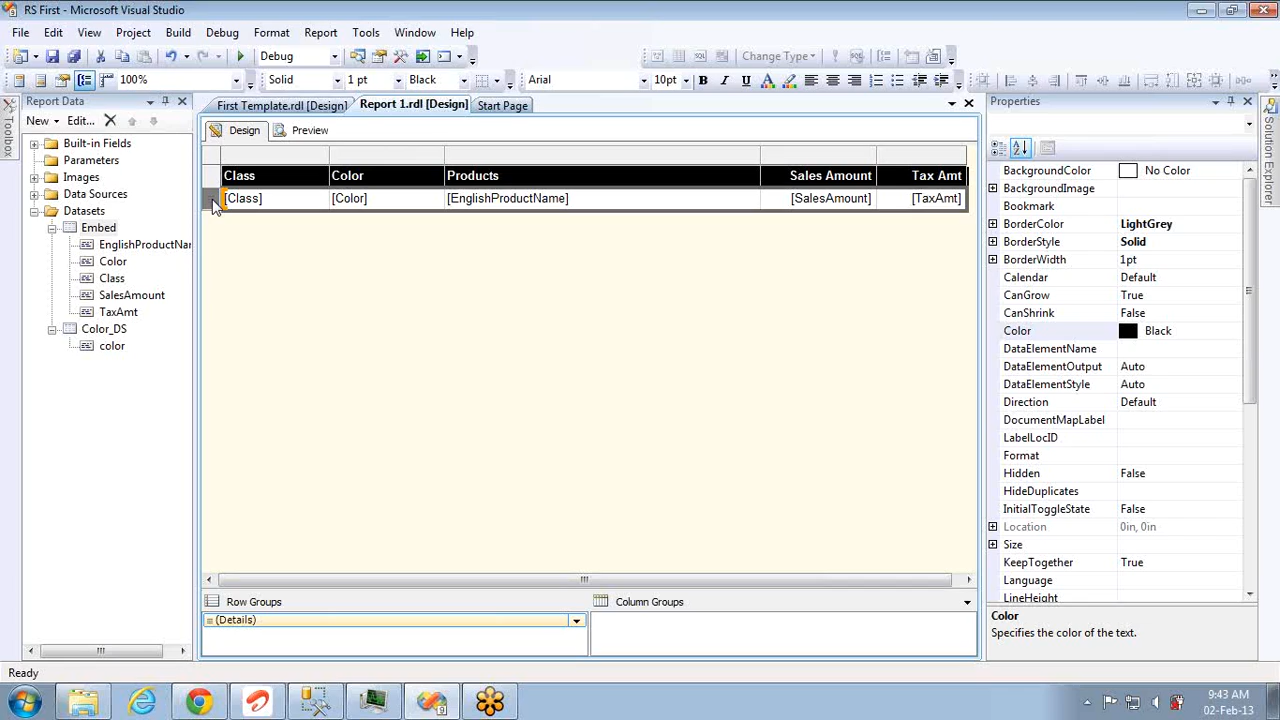 RS First - Microsoft Visual Studio
File Edit View Project Build Debug Format Report Tools Window Help
Debug Change Type
100% Solid 1 pt Black Arial 10pt B I U A
Report Data
New Edit...
Built-in Fields
Parameters
Images
Data Sources
Datasets
Embed
EnglishProductNar
Color
Class
SalesAmount
TaxAmt
Color_DS
color
Toolbox
First Template.rdl [Design] Report 1.rdl [Design] Start Page
Design Preview
Class Color Products Sales Amount Tax Amt
[Class] [Color] [EnglishProductName] [SalesAmount] [TaxAmt]
Row Groups Column Groups
(Details)
Properties
BackgroundColor No Color
BackgroundImage
Bookmark
BorderColor LightGrey
BorderStyle Solid
BorderWidth 1pt
Calendar Default
CanGrow True
CanShrink False
Color Black
DataElementName
DataElementOutput Auto
DataElementStyle Auto
Direction Default
DocumentMapLabel
LabelLocID
Format
Hidden False
HideDuplicates
InitialToggleState False
Location 0in, 0in
Size
KeepTogether True
Language
LineHeight
Color
Specifies the color of the text.
Solution Explorer
Ready
9:43 AM
02-Feb-13